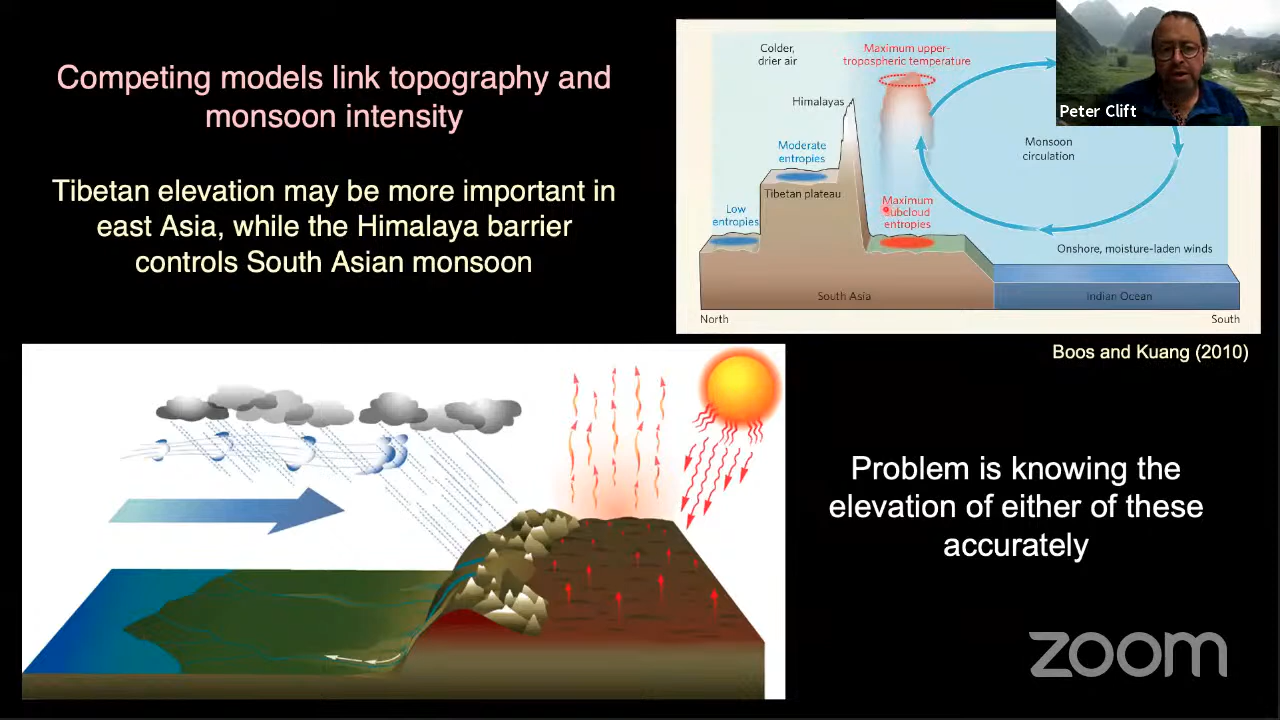 Competing models link topography and
monsoon intensity
Tibetan elevation may be more important in
east Asia, while the Himalaya barrier
controls South Asian monsoon
Colder,
drier air
Maximum upper-
tropospheric temperature
Himalayas
Moderate
entropies
Tibetan plateau
Low
entropies
Maximum
subcloud
entropies
Monsoon
circulation
Onshore, moisture-laden winds
South Asia
Indian Ocean
North
South
Peter Clift
Boos and Kuang (2010)
Problem is knowing the
elevation of either of these
accurately
zoom